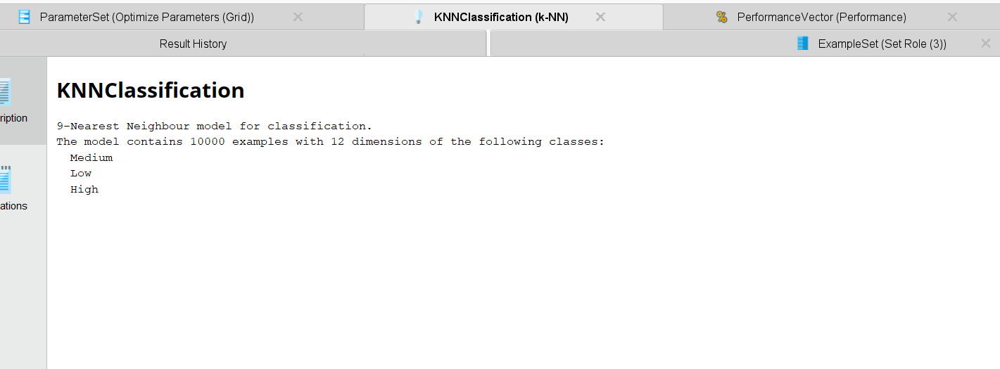 ParameterSet (Optimize Parameters (Grid))
KNNClassification (k-NN)
PerformanceVector (Performance)
Result History
ExampleSet (Set Role (3))
KNNClassification
ription
9-Nearest Neighbour model for classification.
The model contains 10000 examples with 12 dimensions of the following classes:
Medium
Low
High
ations